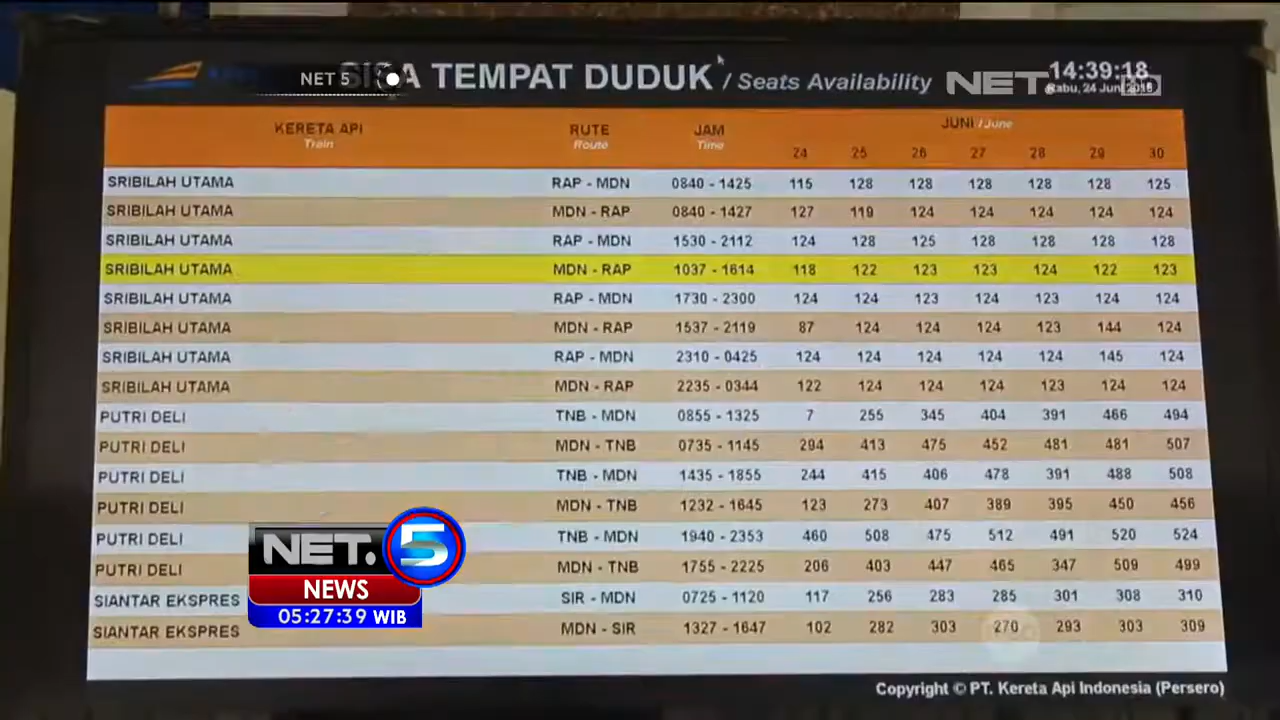 NET 5
SISA TEMPAT DUDUK / Seats Availability
NET.
14:39:18
Rabu, 24 Juni
KERETA API RUTE JAM JUNI / June
Train Route Time
24 25 26 27 28 29 30
SRIBILAH UTAMA RAP - MDN 0840 - 1425 115 128 128 128 128 128 125
SRIBILAH UTAMA MDN - RAP 0840 - 1427 127 119 124 124 124 124 124
SRIBILAH UTAMA RAP - MDN 1530 - 2112 124 128 125 128 128 128 128
SRIBILAH UTAMA MDN - RAP 1037 - 1614 118 122 123 123 124 122 123
SRIBILAH UTAMA RAP - MDN 1730 - 2300 124 124 123 124 123 124 124
SRIBILAH UTAMA MDN - RAP 1537 - 2119 87 124 124 124 123 144 124
SRIBILAH UTAMA RAP - MDN 2310 - 0425 124 124 124 124 124 145 124
SRIBILAH UTAMA MDN - RAP 2235 - 0344 122 124 124 124 123 124 124
PUTRI DELI TNB - MDN 0855 - 1325 7 255 345 404 391 466 494
PUTRI DELI MDN - TNB 0735 - 1145 294 413 475 452 481 481 507
PUTRI DELI TNB - MDN 1435 - 1855 244 415 406 478 391 488 508
PUTRI DELI MDN - TNB 1232 - 1645 123 273 407 389 395 450 456
PUTRI DELI TNB - MDN 1940 - 2353 460 508 475 512 491 520 524
PUTRI DELI MDN - TNB 1755 - 2225 206 403 447 465 347 509 499
SIANTAR EKSPRES SIR - MDN 0725 - 1120 117 256 283 285 301 308 310
SIANTAR EKSPRES MDN - SIR 1327 - 1647 102 282 303 270 293 303 309
NET. 5
NEWS
05:27:39 WIB
Copyright © PT. Kereta Api Indonesia (Persero)